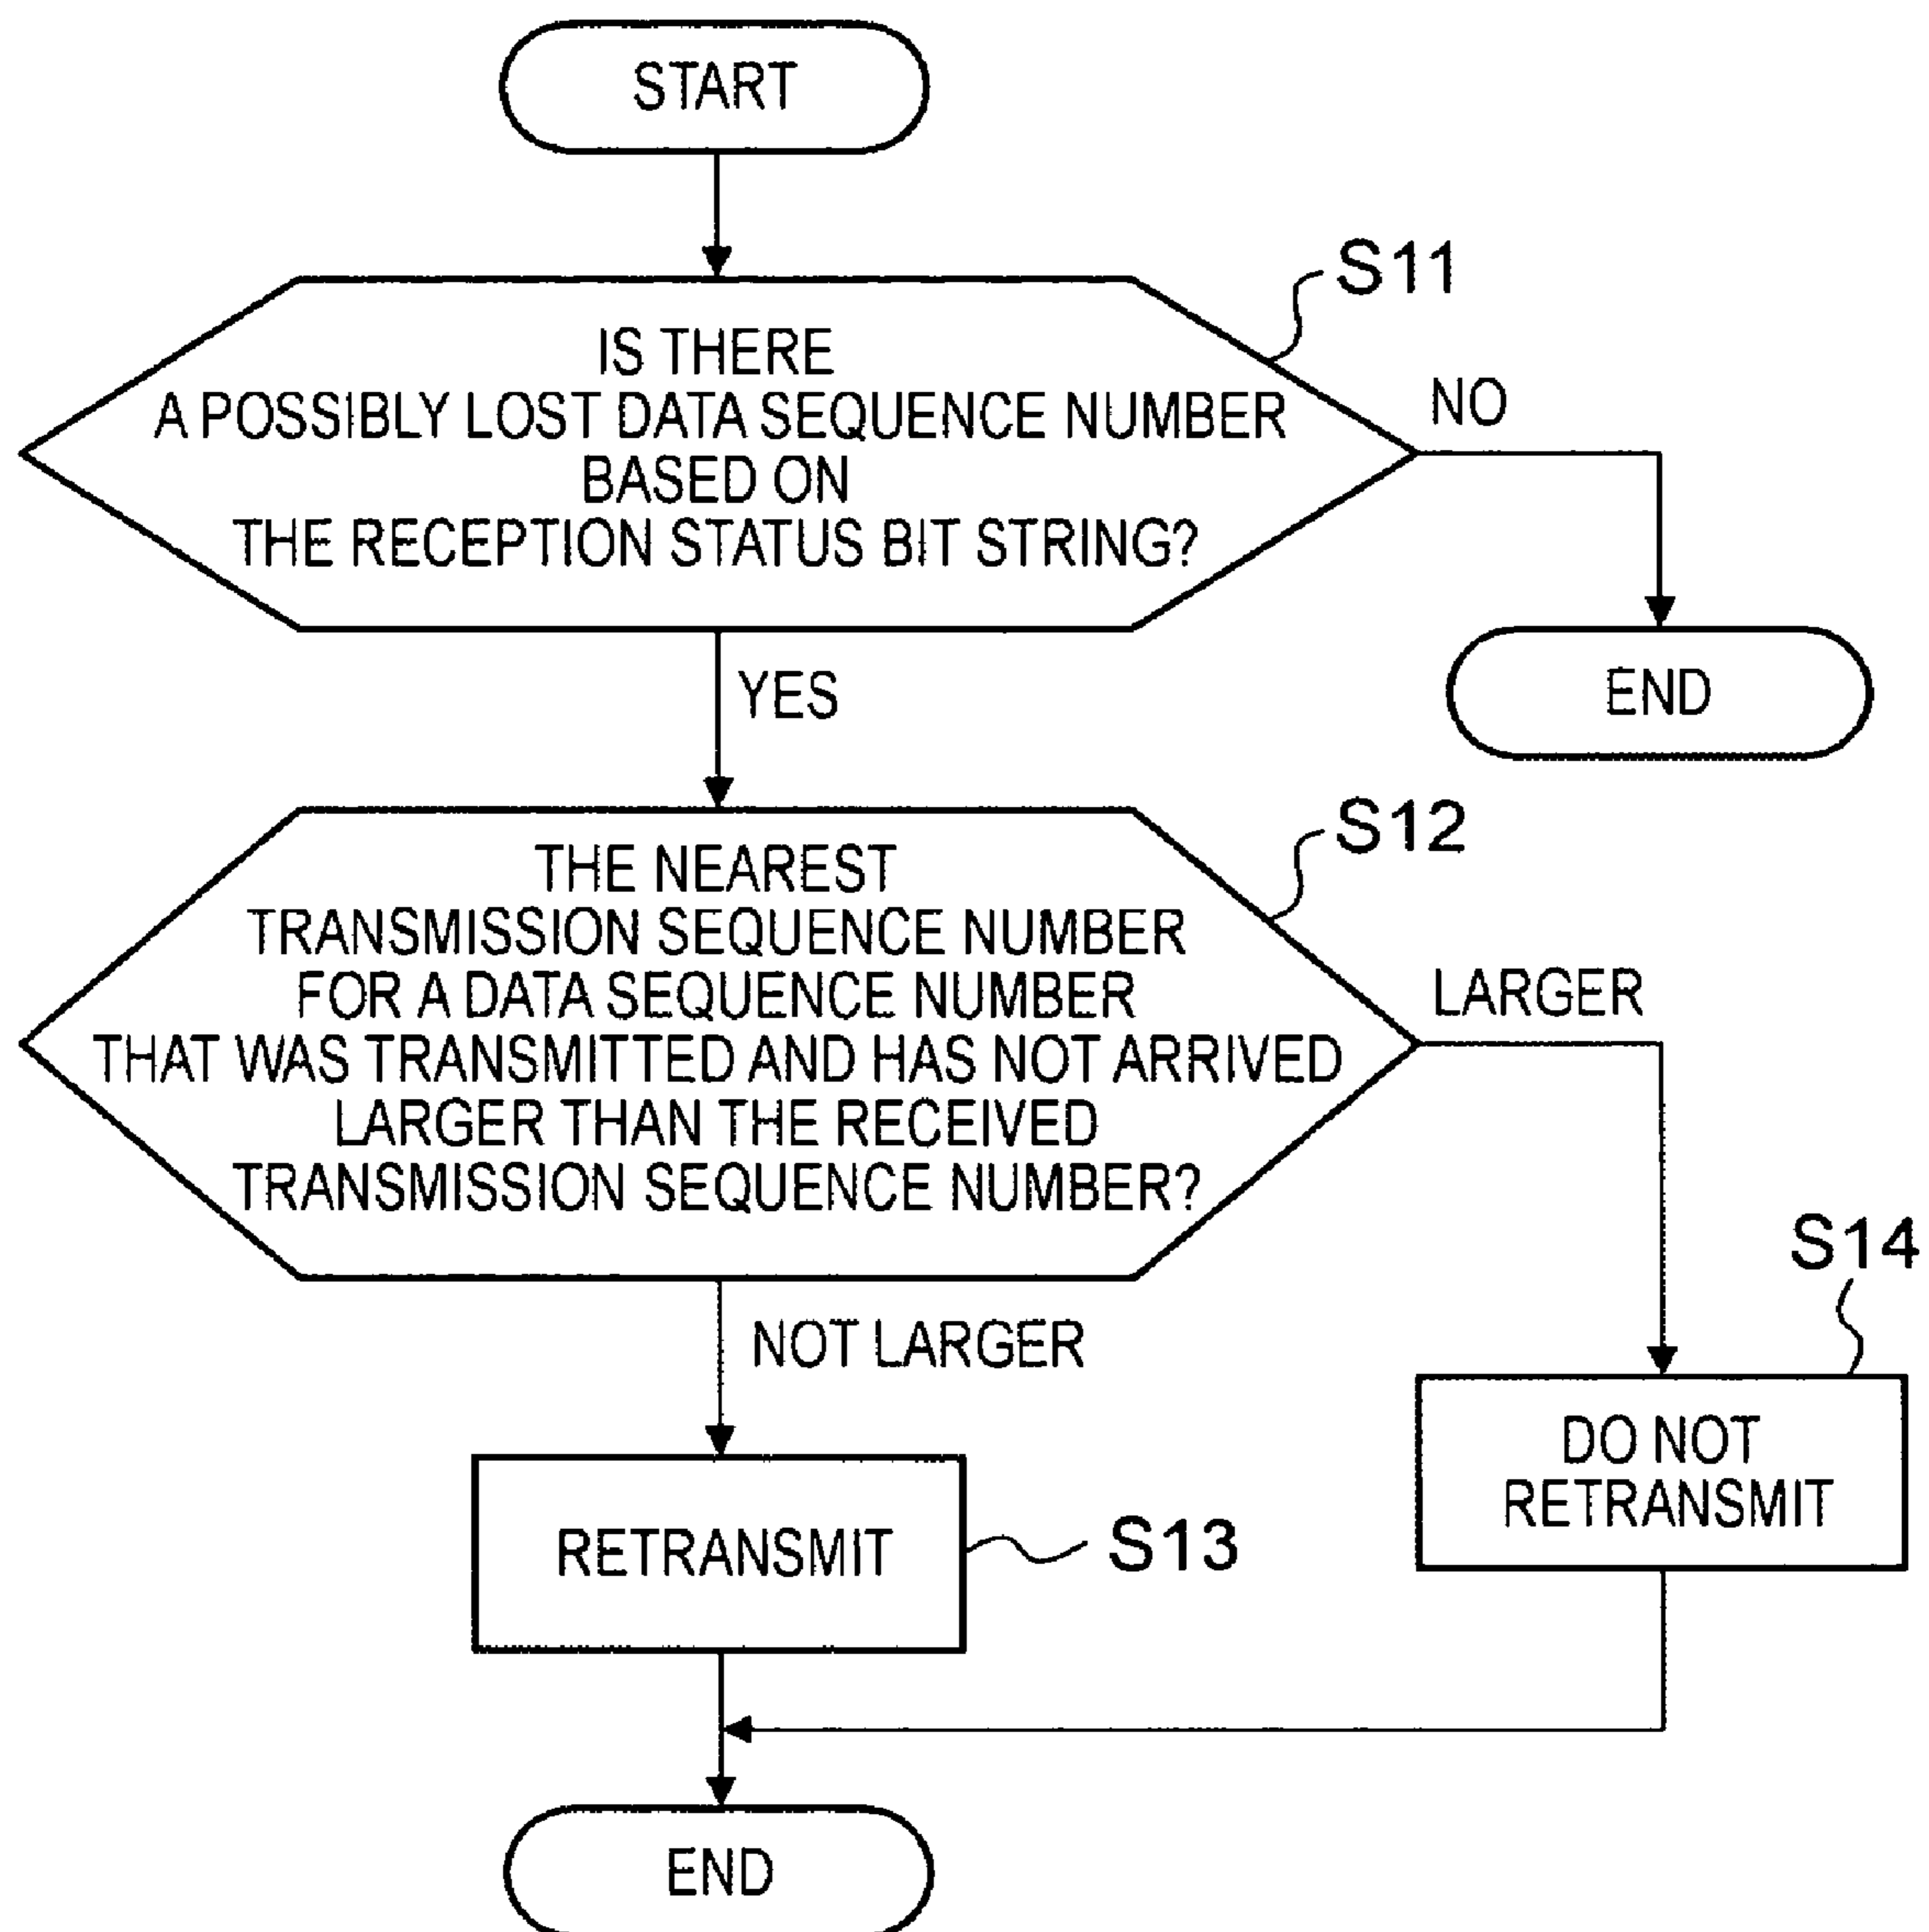 START
S11
IS THERE
A POSSIBLY LOST DATA SEQUENCE NUMBER
BASED ON
THE RECEPTION STATUS BIT STRING?
NO
END
YES
S12
THE NEAREST
TRANSMISSION SEQUENCE NUMBER
FOR A DATA SEQUENCE NUMBER
THAT WAS TRANSMITTED AND HAS NOT ARRIVED
LARGER THAN THE RECEIVED
TRANSMISSION SEQUENCE NUMBER?
LARGER
S14
NOT LARGER
DO NOT
RETRANSMIT
RETRANSMIT
S13
END